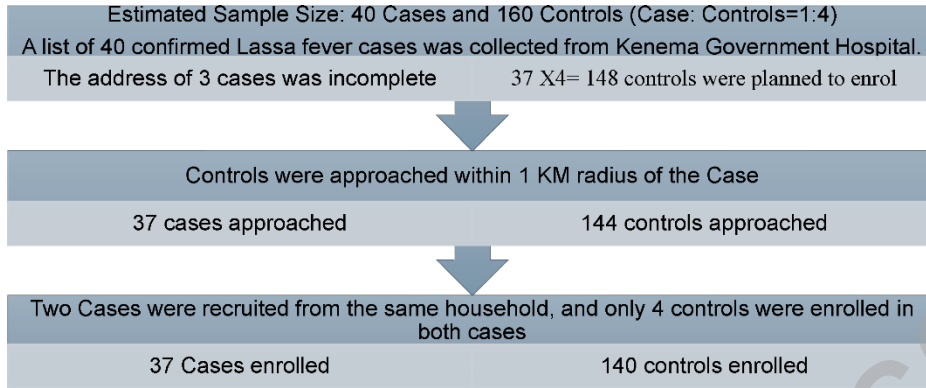 Estimated Sample Size: 40 Cases and 160 Controls (Case: Controls=1:4)
A list of 40 confirmed Lassa fever cases was collected from Kenema Government Hospital.
The address of 3 cases was incomplete
37 X4= 148 controls were planned to enrol
Controls were approached within 1 KM radius of the Case
37 cases approached
144 controls approached
Two Cases were recruited from the same household, and only 4 controls were enrolled in
both cases
37 Cases enrolled
140 controls enrolled